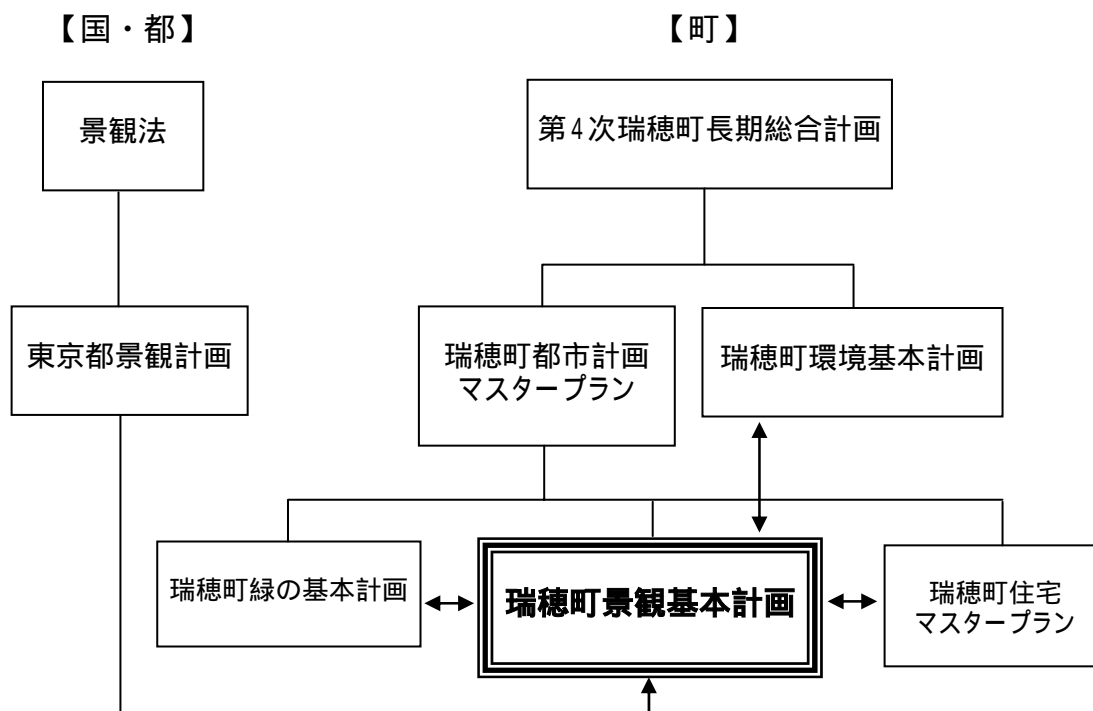 【国・都】
【町】
景観法
第4次瑞穂町長期総合計画
東京都景観計画
瑞穂町都市計画
マスタープラン
瑞穂町環境基本計画
瑞穂町緑の基本計画
瑞穂町景観基本計画
瑞穂町住宅
マスタープラン